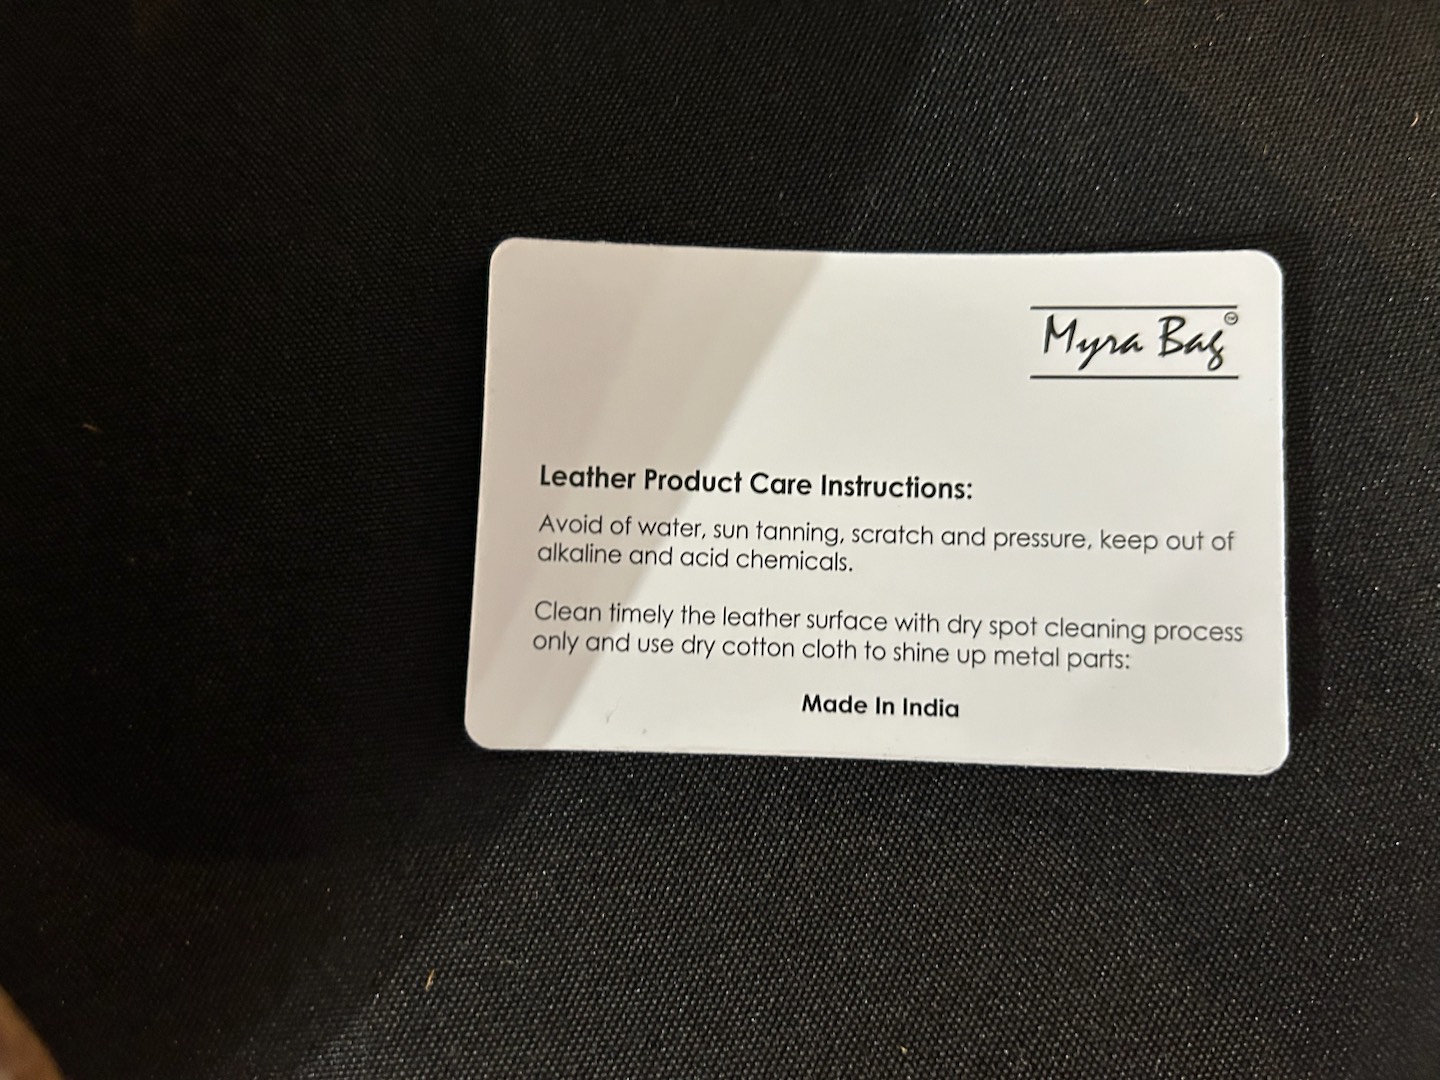 Myra Bag
Leather Product Care Instructions:
Avoid of water, sun tanning, scratch and pressure, keep out of
alkaline and acid chemicals.
Clean timely the leather surface with dry spot cleaning process
only and use dry cotton cloth to shine up metal parts:
Made In India